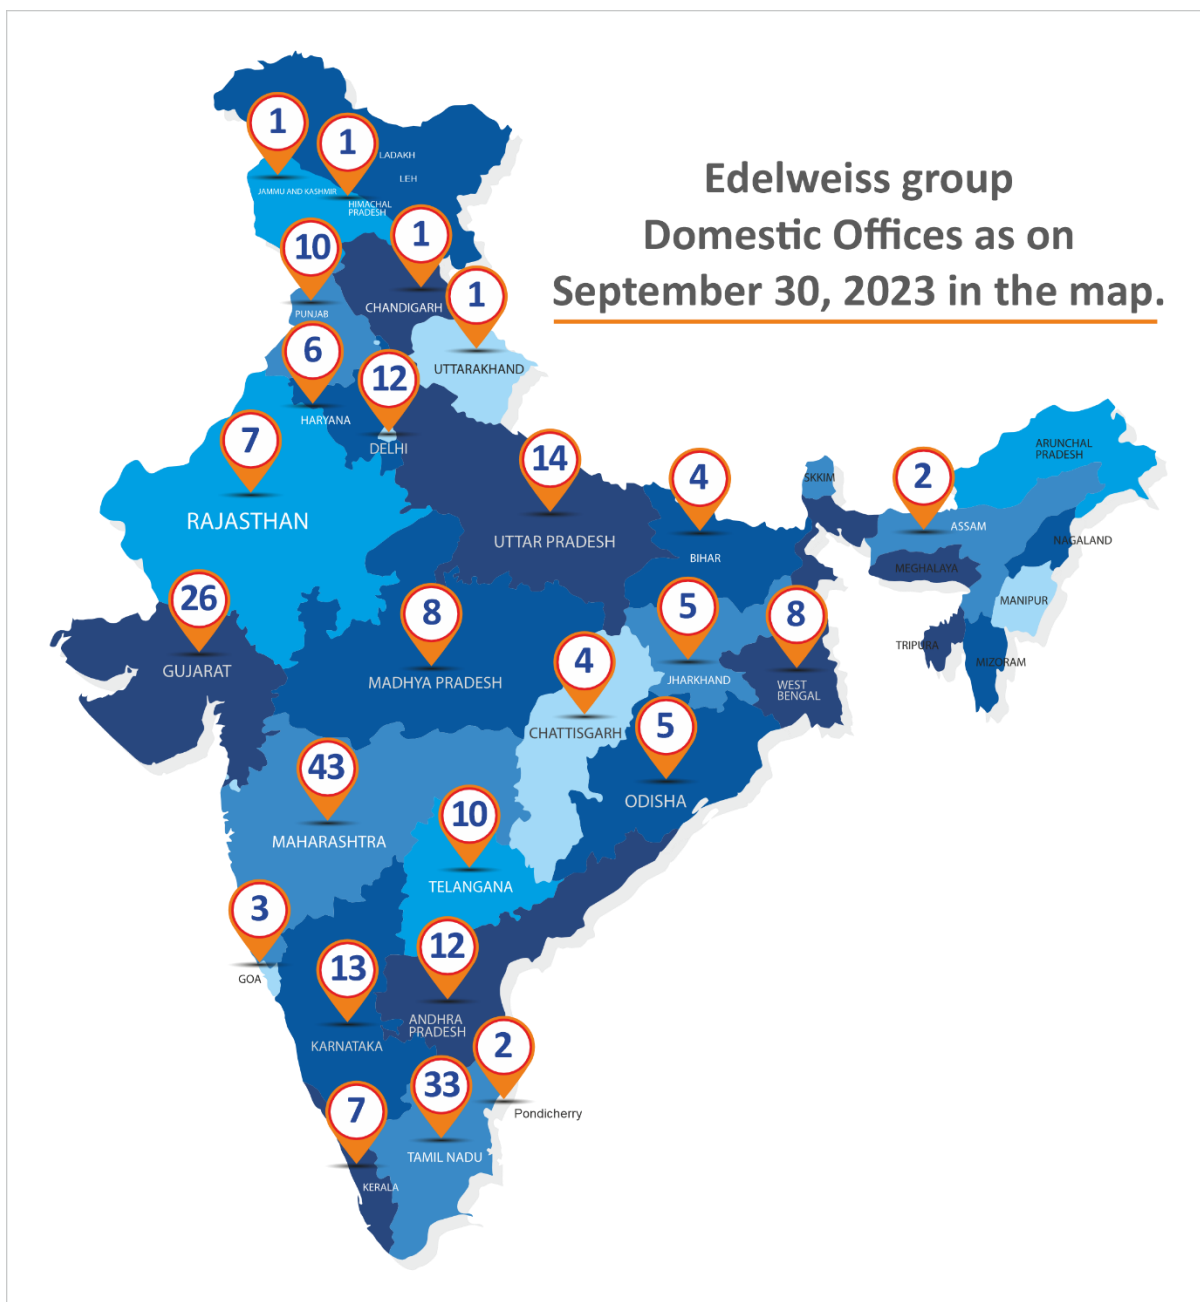 Edelweiss group
Domestic Offices as on
September 30, 2023 in the map.
1
JAMMU AND KASHMIR
1
LADAKH
LEH
HIMACHAL
PRADESH
10
PUNJAB
1
CHANDIGARH
1
UTTARAKHAND
6
HARYANA
12
DELHI
7
RAJASTHAN
14
UTTAR PRADESH
4
BIHAR
SKKIM
2
ASSAM
ARUNCHAL
PRADESH
NAGALAND
MEGHALAYA
MANIPUR
TRIPURA
MIZORAM
26
GUJARAT
8
MADHYA PRADESH
4
CHATTISGARH
5
JHARKHAND
8
WEST
BENGAL
5
ODISHA
43
MAHARASHTRA
10
TELANGANA
3
GOA
13
KARNATAKA
12
ANDHRA
PRADESH
2
Pondicherry
33
TAMIL NADU
7
KERALA